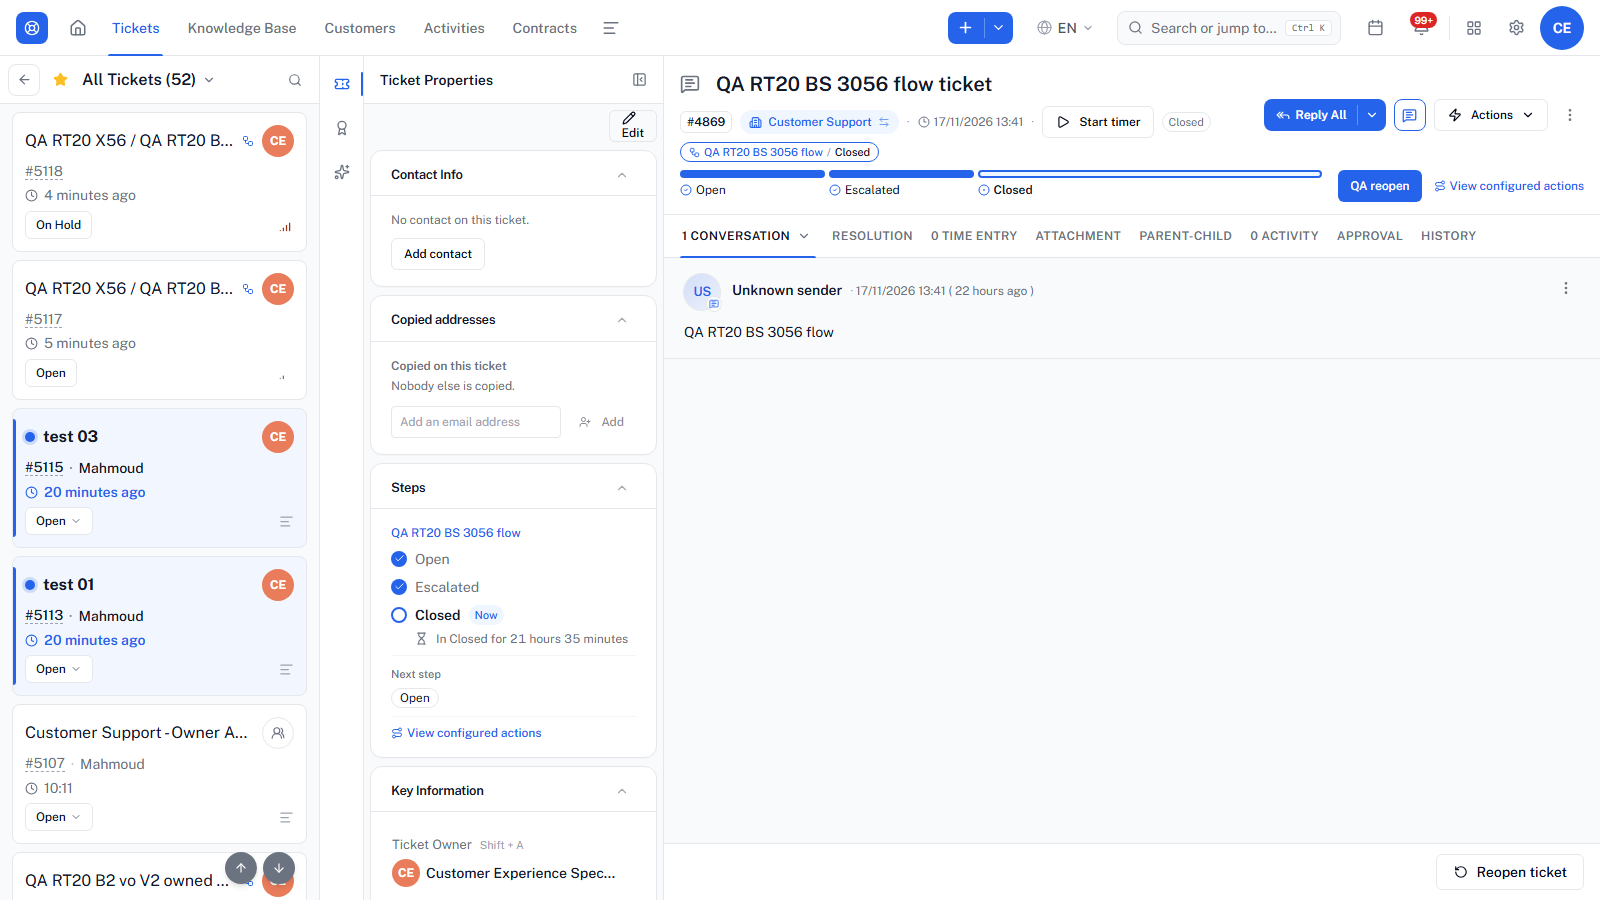 Tickets
Knowledge Base
Customers
Activities
Contracts
EN
Search or jump to...
Ctrl K
99+
CE
All Tickets (52)
QA RT20 X56 / QA RT20 B...
CE
#5118
4 minutes ago
On Hold
QA RT20 X56 / QA RT20 B...
CE
#5117
5 minutes ago
Open
test 03
CE
#5115 · Mahmoud
20 minutes ago
Open
test 01
CE
#5113 · Mahmoud
20 minutes ago
Open
Customer Support - Owner A...
#5107 · Mahmoud
10:11
Open
QA RT20 B2 vo V2 owned ...
Ticket Properties
Edit
Contact Info
No contact on this ticket.
Add contact
Copied addresses
Copied on this ticket
Nobody else is copied.
Add an email address
Add
Steps
QA RT20 BS 3056 flow
Open
Escalated
Closed Now
In Closed for 21 hours 35 minutes
Next step
Open
View configured actions
Key Information
Ticket Owner Shift + A
CE Customer Experience Spec...
QA RT20 BS 3056 flow ticket
#4869
Customer Support
· 17/11/2026 13:41 ·
Start timer
Closed
Reply All
Actions
QA RT20 BS 3056 flow / Closed
Open
Escalated
Closed
QA reopen
View configured actions
1 CONVERSATION
RESOLUTION
0 TIME ENTRY
ATTACHMENT
PARENT-CHILD
0 ACTIVITY
APPROVAL
HISTORY
US
Unknown sender · 17/11/2026 13:41 ( 22 hours ago )
QA RT20 BS 3056 flow
Reopen ticket